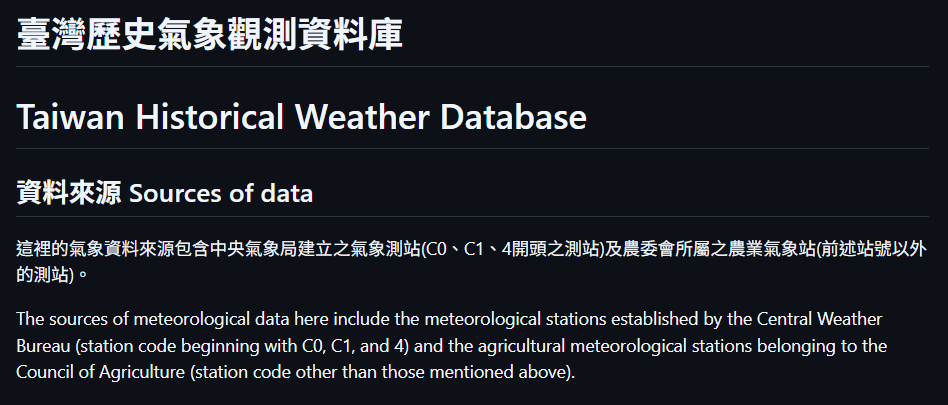 臺灣歷史氣象觀測資料庫
Taiwan Historical Weather Database
資料來源 Sources of data
這裡的氣象資料來源包含中央氣象局建立之氣象測站(C0、C1、4開頭之測站)及農委會所屬之農業氣象站(前述站號以外
的測站)。
The sources of meteorological data here include the meteorological stations established by the Central Weather
Bureau (station code beginning with C0, C1, and 4) and the agricultural meteorological stations belonging to the
Council of Agriculture (station code other than those mentioned above).